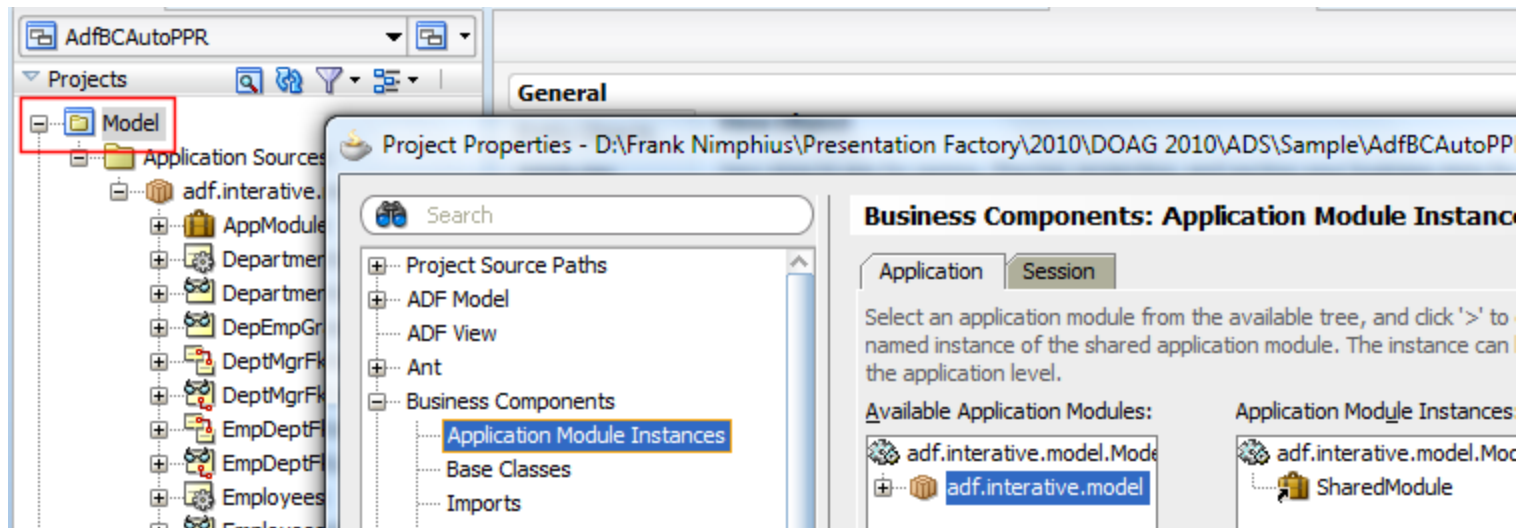 AdfBCAutoPPR
Projects
Model
Application Sources
adf.interative.
AppModule
Departmen
Departmen
DepEmpGr
DeptMgrFk
DeptMgrFk
EmpDeptF
EmpDeptF
Employees
General
Project Properties - D:\Frank Nimphius\Presentation Factory\2010\DOAG 2010\ADS\Sample\AdfBCAutoPP
Search
Project Source Paths
ADF Model
ADF View
Ant
Business Components
Application Module Instances
Base Classes
Imports
Business Components: Application Module Instance
Application Session
Select an application module from the available tree, and click '>' to
named instance of the shared application module. The instance can
the application level.
Available Application Modules:
adf.interative.model.Mode
adf.interative.model
Application Module Instances:
adf.interative.model.Mod
SharedModule